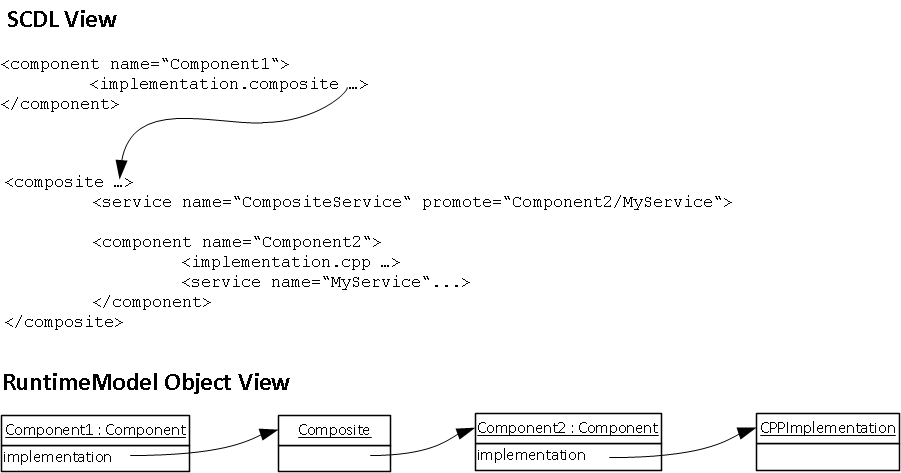 SCDL View
<component name=“Component1“>
<implementation.composite …>
</component>
<composite …>
<service name=“CompositeService“ promote=“Component2/MyService“>
<component name=“Component2“>
<implementation.cpp …>
<service name=“MyService“...>
</component>
</composite>
RuntimeModel Object View
Component1 : Component
implementation
Composite
Component2 : Component
implementation
CPPImplementation